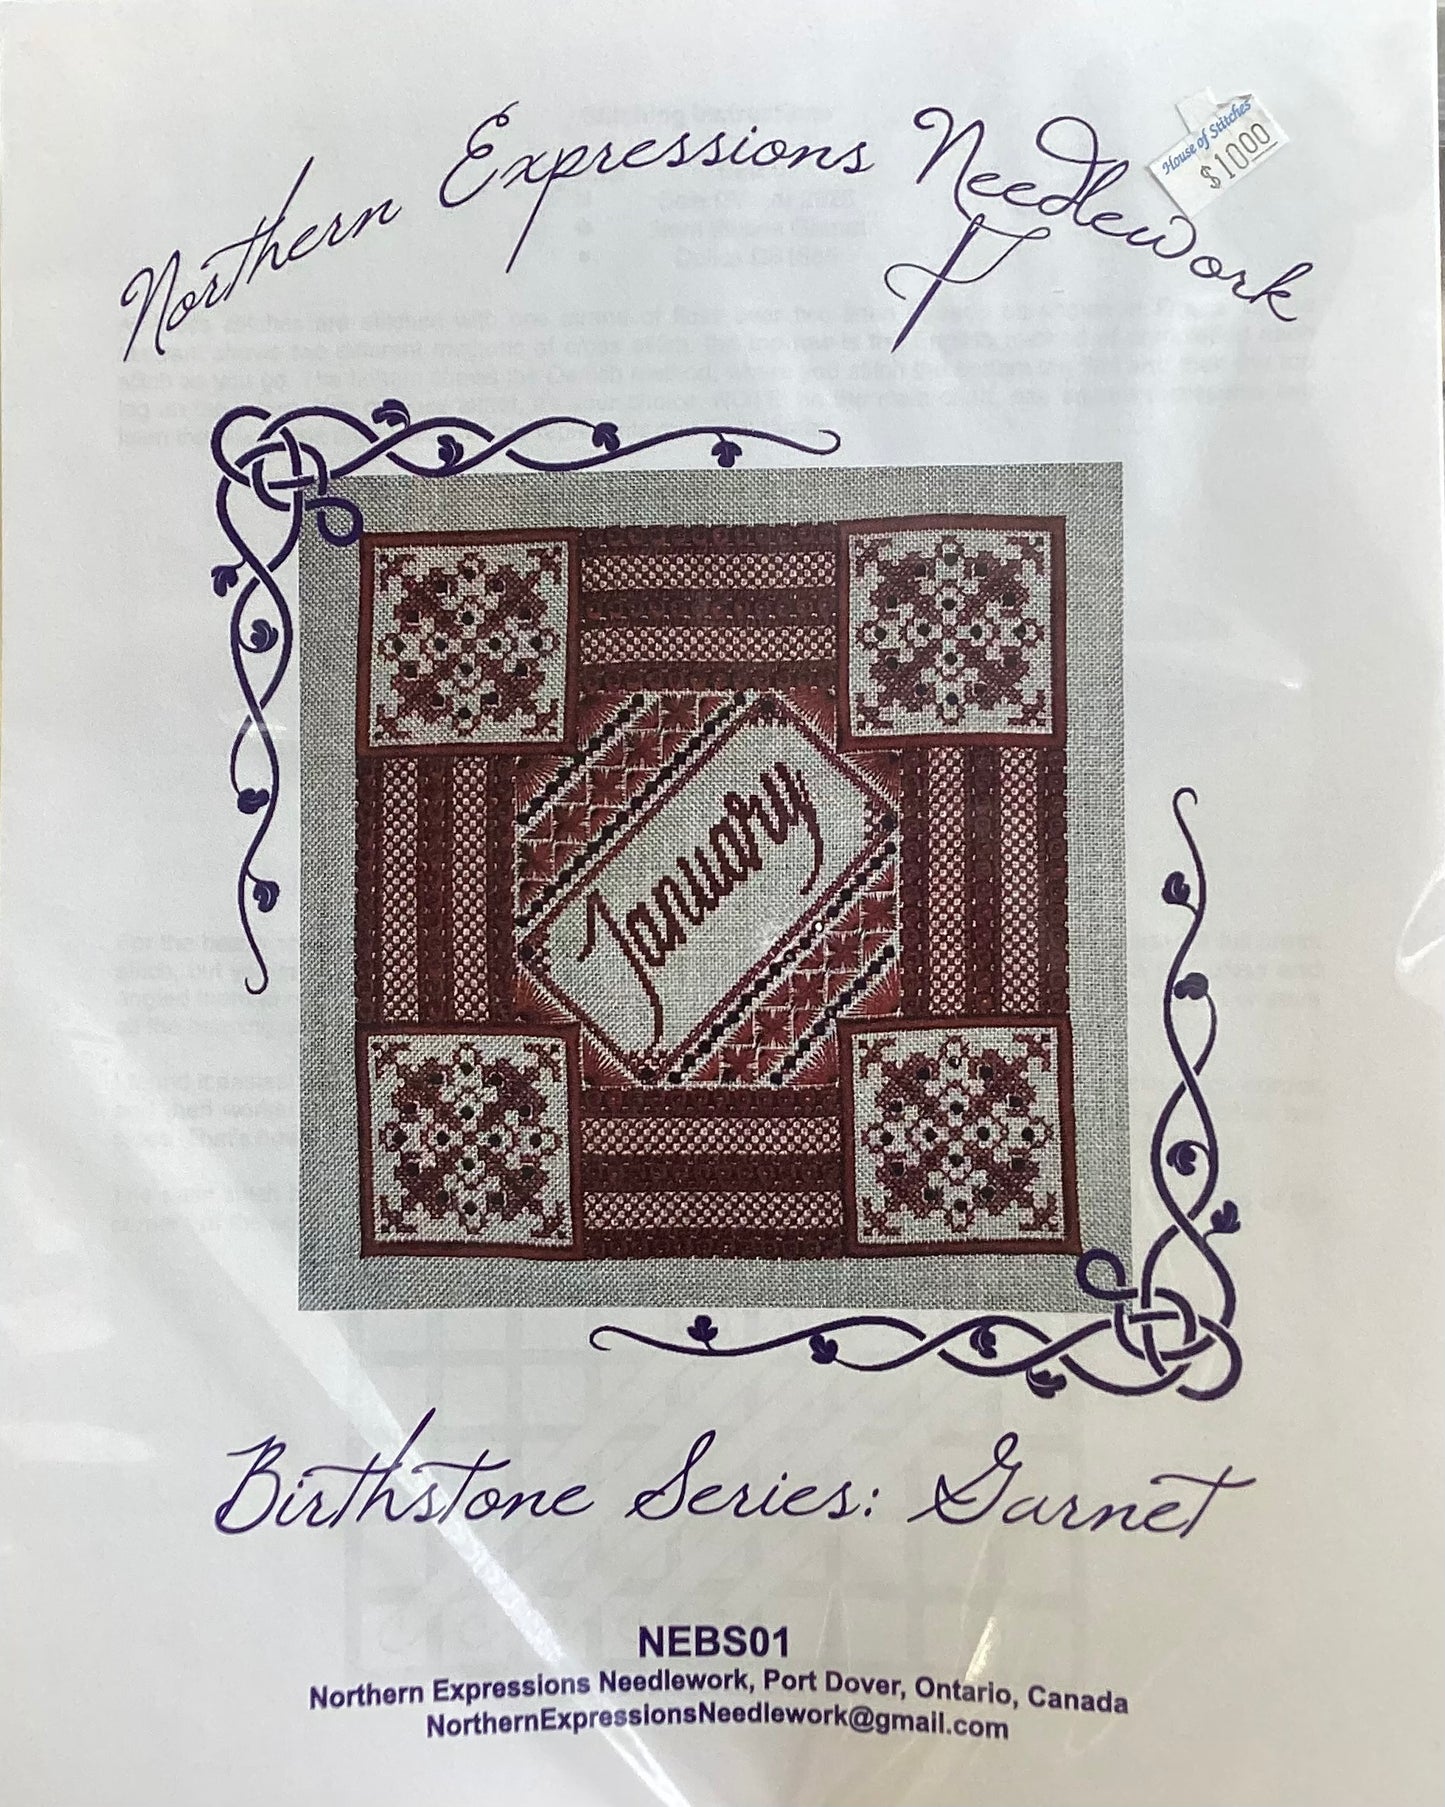 Northern Expressions Needlework
House of Stitches
$10.00
January
Birthstone Series: Garnet
NEBS01
Northern Expressions Needlework, Port Dover, Ontario, Canada
NorthernExpressionsNeedlework@gmail.com